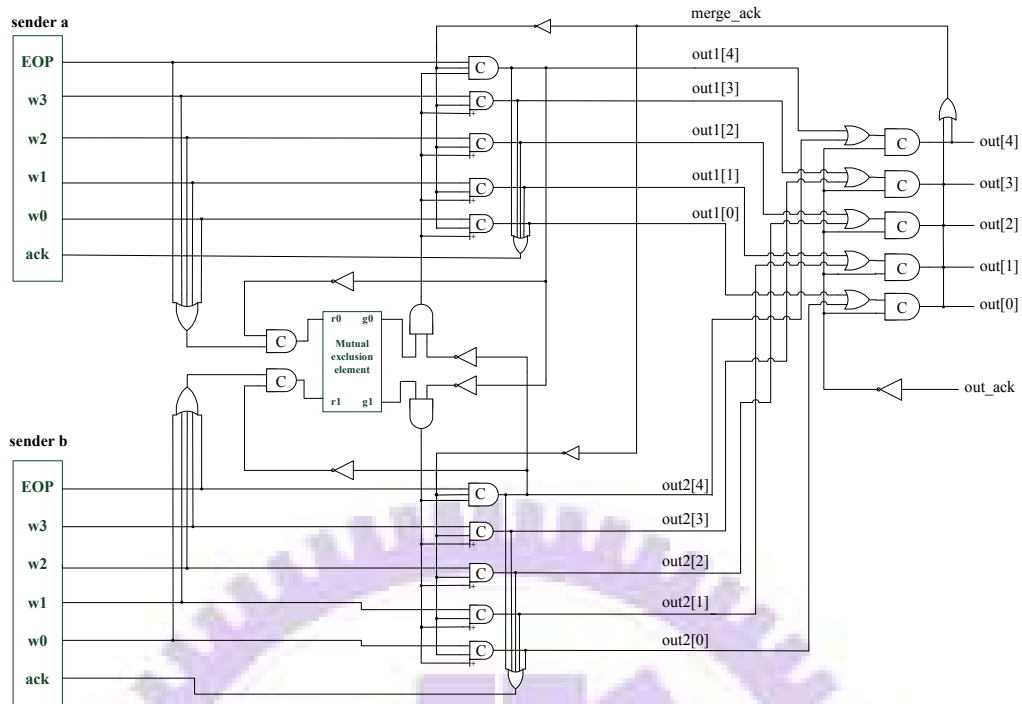 merge_ack
sender a
EOP
w3
w2
w1
w0
ack
C
C
C
C
C
+
+
+
+
out1[4]
out1[3]
out1[2]
out1[1]
out1[0]
C
C
C
C
C
out[4]
out[3]
out[2]
out[1]
out[0]
out_ack
C
C
r0 g0
Mutual
exclusion
element
r1 g1
sender b
EOP
w3
w2
w1
w0
ack
C
C
C
C
C
+
+
+
+
out2[4]
out2[3]
out2[2]
out2[1]
out2[0]